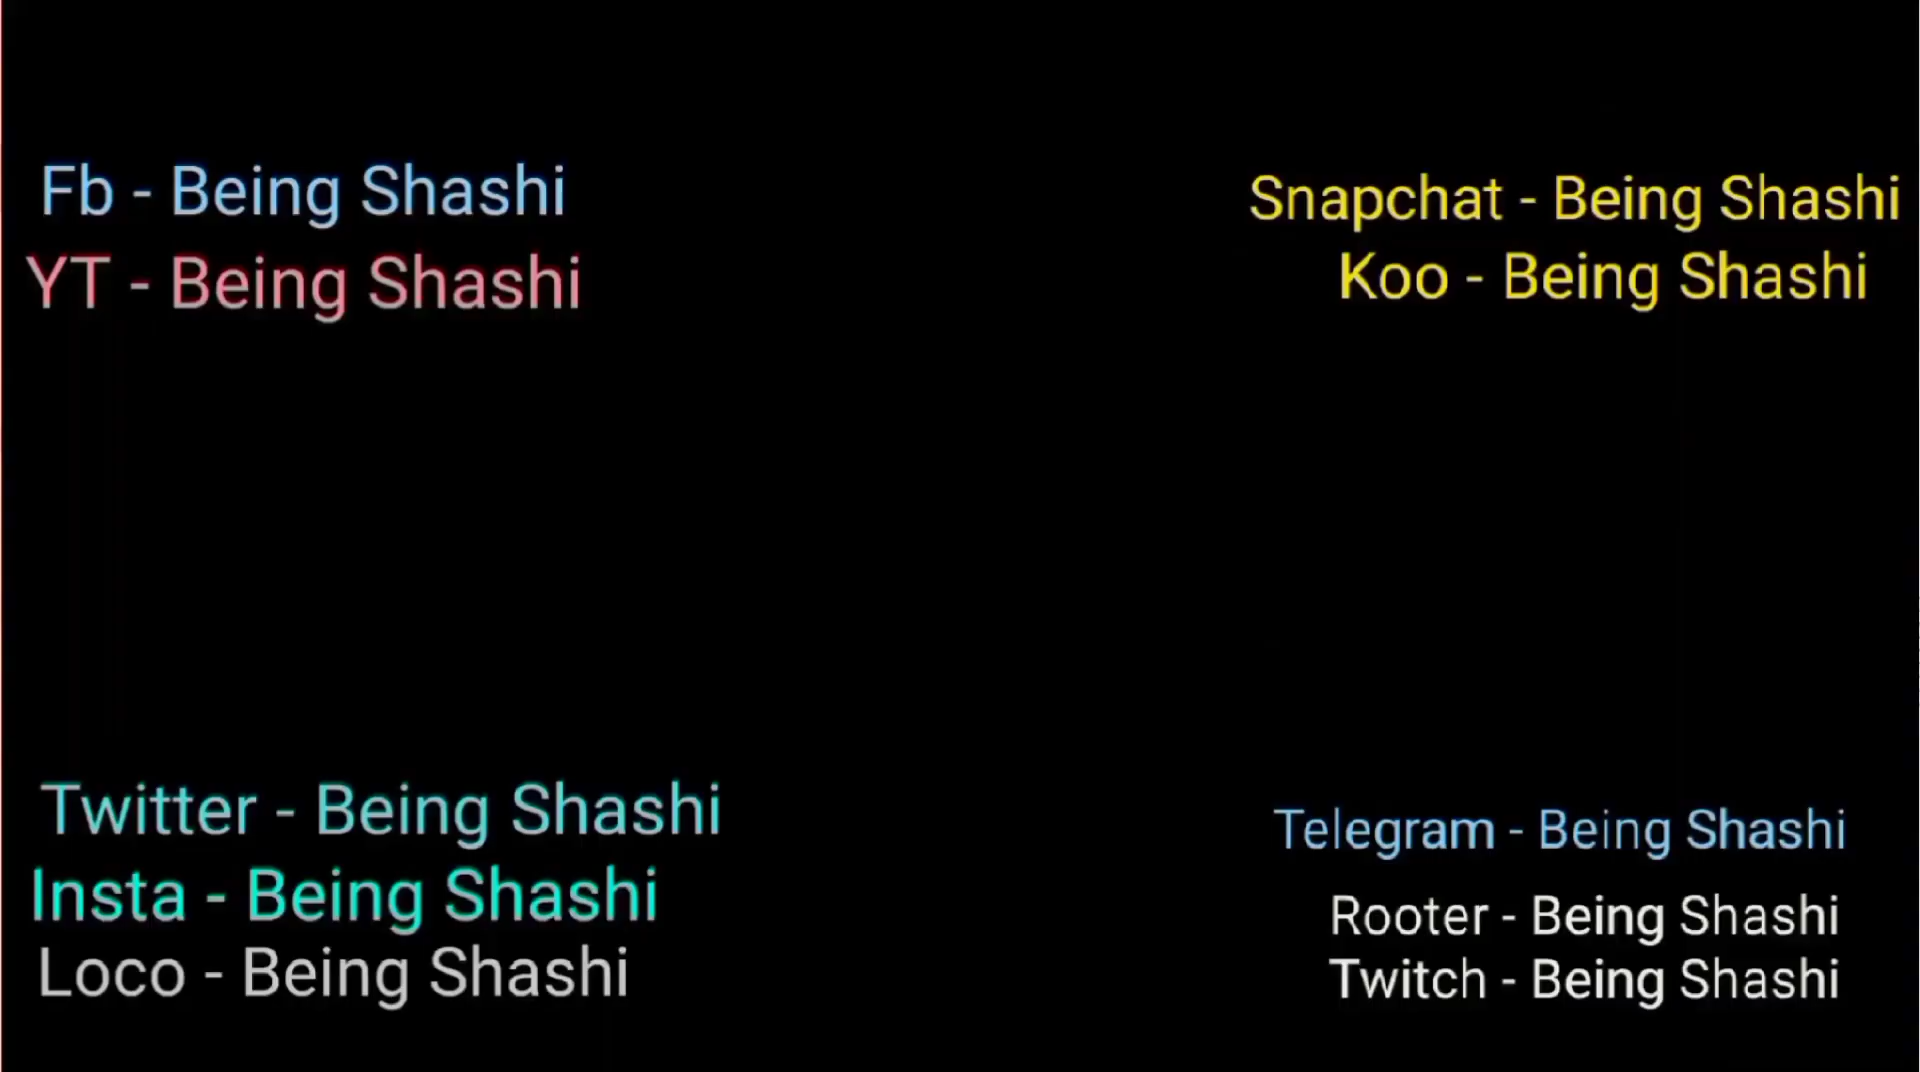 Fb - Being Shashi
YT - Being Shashi
Snapchat - Being Shashi
Koo - Being Shashi
Twitter - Being Shashi
Insta - Being Shashi
Loco - Being Shashi
Telegram - Being Shashi
Rooter - Being Shashi
Twitch - Being Shashi